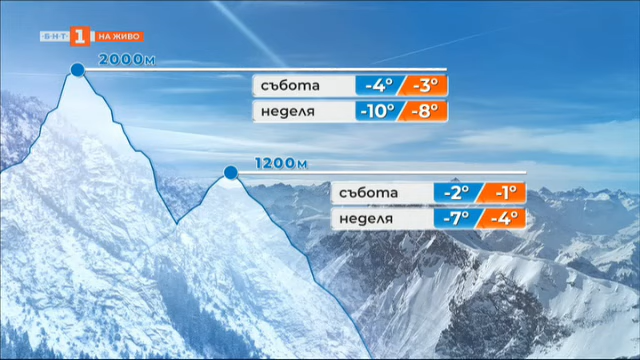 БНТ 1 НА ЖИВО
2000м
събота -4° -3°
неделя -10° -8°
1200м
събота -2° -1°
неделя -7° -4°